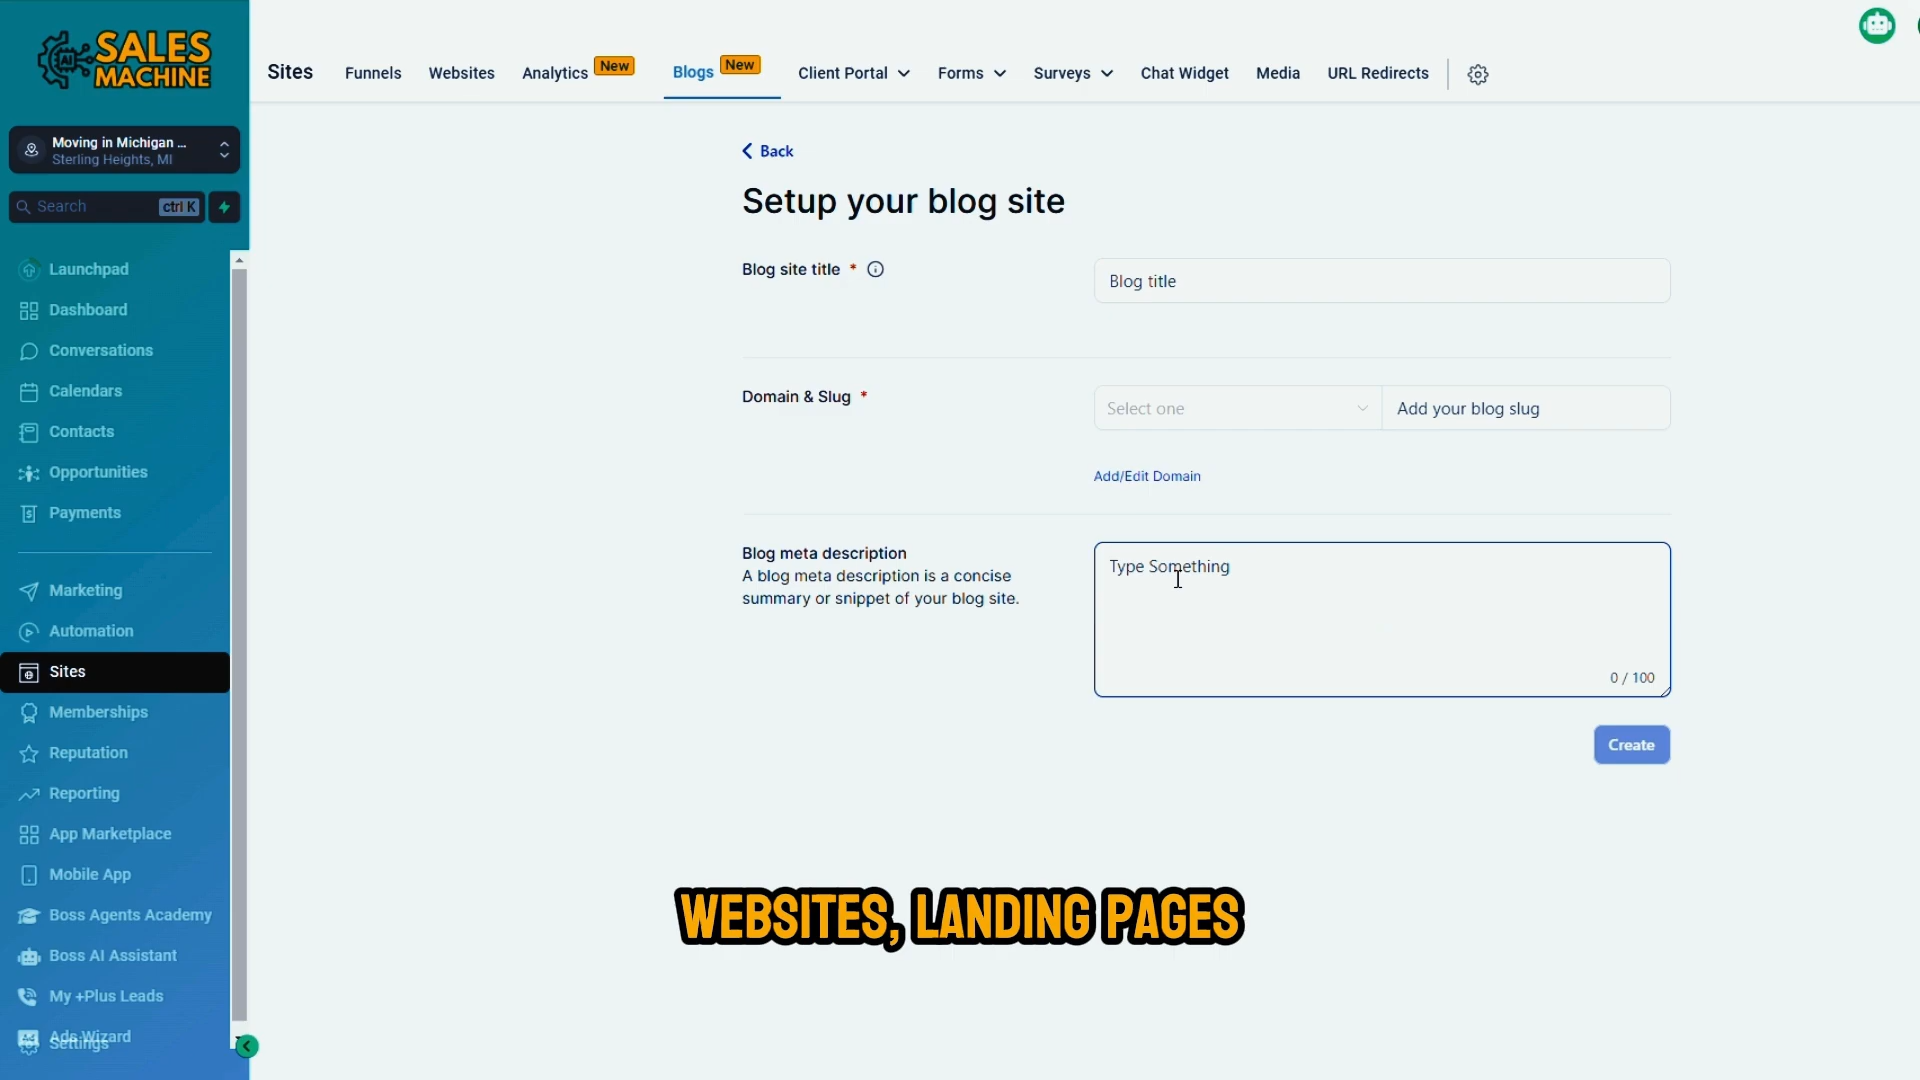 AI SALES
MACHINE
Sites
Funnels
Websites
Analytics New
Blogs New
Client Portal
Forms
Surveys
Chat Widget
Media
URL Redirects
Moving in Michigan ...
Sterling Heights, MI
Search ctrl K
Launchpad
Dashboard
Conversations
Calendars
Contacts
Opportunities
Payments
Marketing
Automation
Sites
Memberships
Reputation
Reporting
App Marketplace
Mobile App
Boss Agents Academy
Boss AI Assistant
My +Plus Leads
Ads Wizard
Settings
Back
Setup your blog site
Blog site title *
Blog title
Domain & Slug *
Select one
Add your blog slug
Add/Edit Domain
Blog meta description
A blog meta description is a concise
summary or snippet of your blog site.
Type Something
0 / 100
Create
WEBSITES, LANDING PAGES